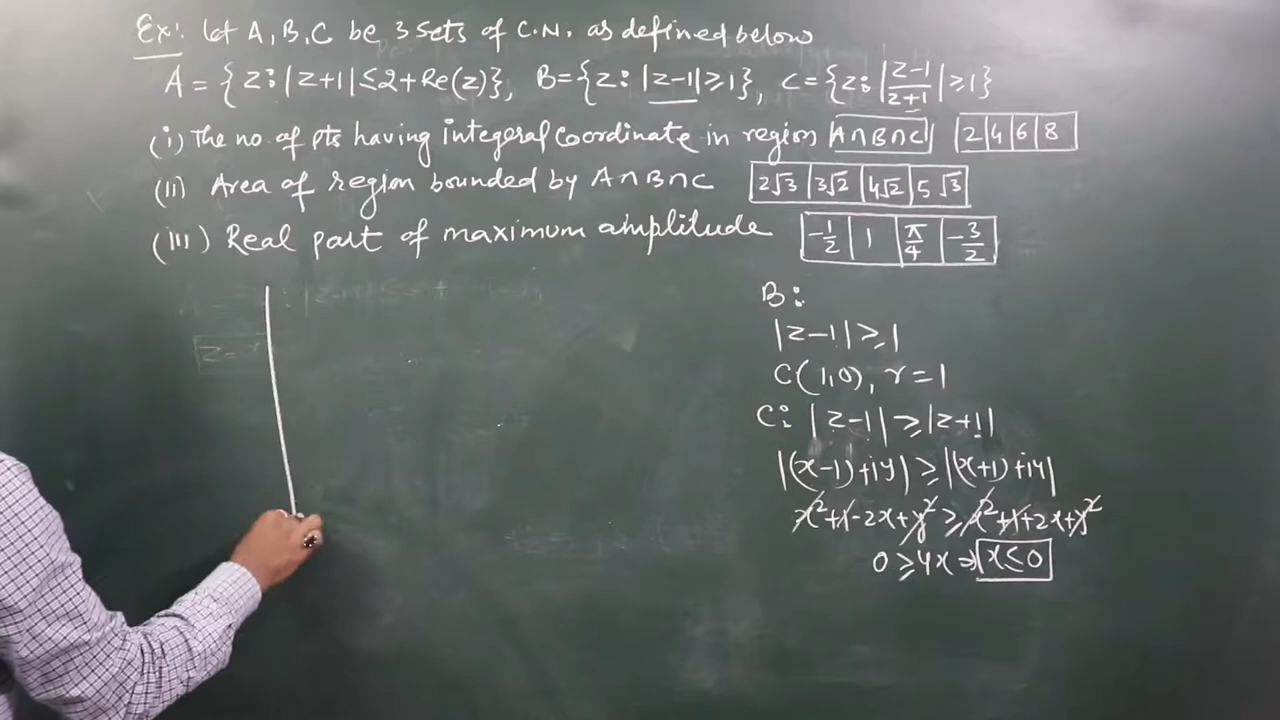 Ex: let A, B, C be 3 sets of C.N. as defined below
A = {z: |z+1| ≤ 2+Re(z)}, B={z: |z-1| ≥ 1}, C={z: |z-1/z+1| ≥ 1}
(i) The no. of pts having integeral coordinate in region A∩B∩C 2 4 6 8
(ii) Area of region bounded by A∩B∩C 2√3 3√2 4√2 5√3
(iii) Real part of maximum amplitude -1/2 1 π/4 -3/2
B:
|z-1| ≥ 1
C(1,0), r=1
C: |z-1| ≥ |z+1|
|(x-1)+iy| ≥ |(x+1)+iy|
x²+1-2x+y² ≥ x²+1+2x+y²
0 ≥ 4x ⇒ x ≤ 0